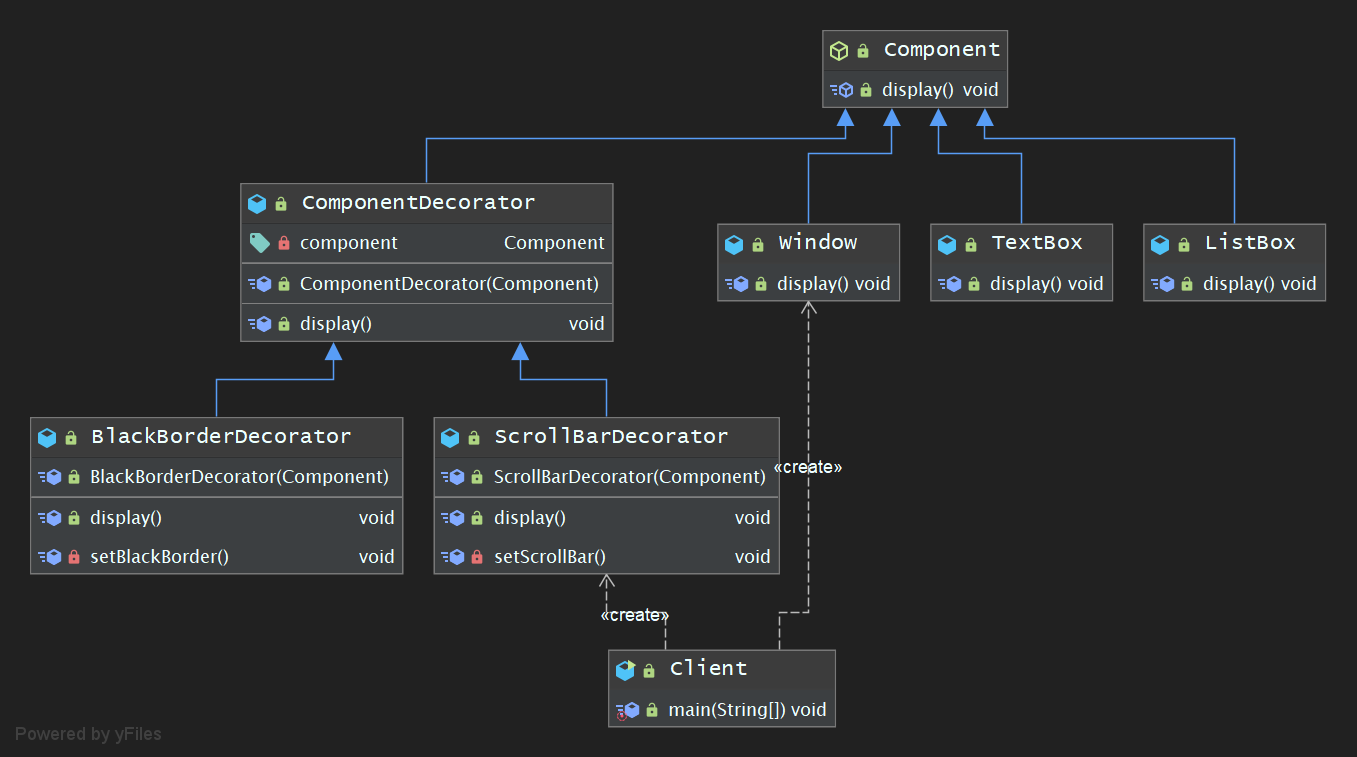 Component
display() void
ComponentDecorator
component Component
ComponentDecorator(Component)
display() void
Window
display() void
TextBox
display() void
ListBox
display() void
BlackBorderDecorator
BlackBorderDecorator(Component)
display() void
setBlackBorder() void
ScrollBarDecorator
ScrollBarDecorator(Component)
display() void
setScrollBar() void
«create»
«create»
Client
main(String[]) void
Powered by yFiles